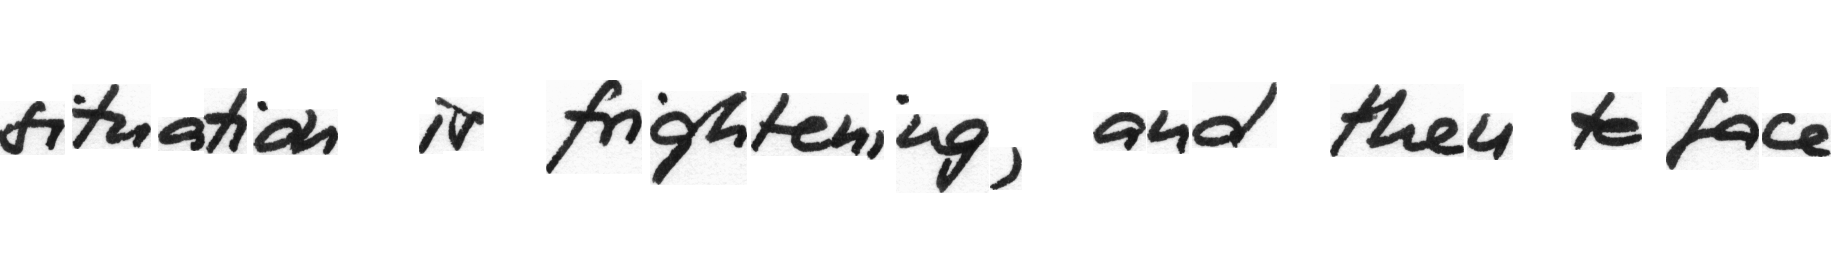 situation is frightening, and then to face